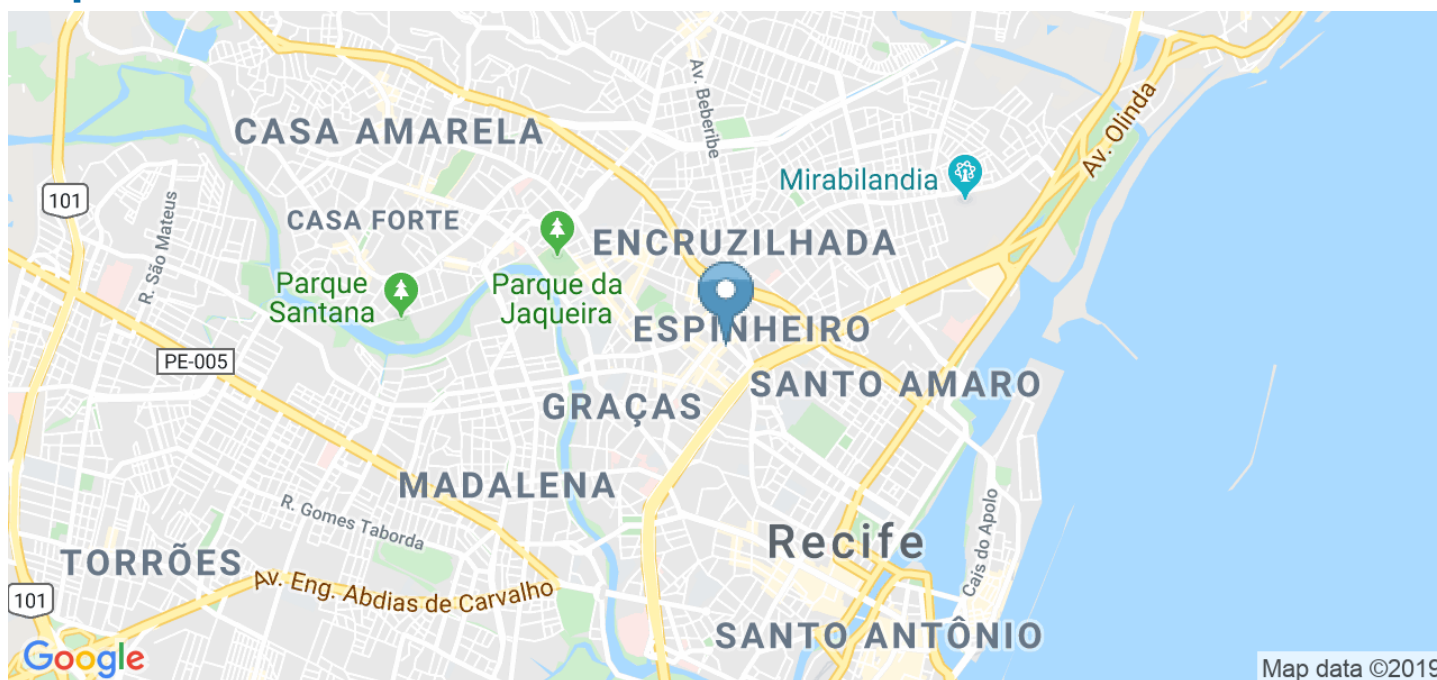 Av. Beberibe
Av. Olinda
CASA AMARELA
Mirabilandia
101
R. São Mateus
CASA FORTE
ENCRUZILHADA
Parque
Santana
Parque da
Jaqueira
ESPINHEIRO
PE-005
SANTO AMARO
GRAÇAS
MADALENA
R. Gomes Taborda
Recife
Cais do Apolo
TORRÕES
Av. Eng. Abdias de Carvalho
101
SANTO ANTÔNIO
Google
Map data ©2019